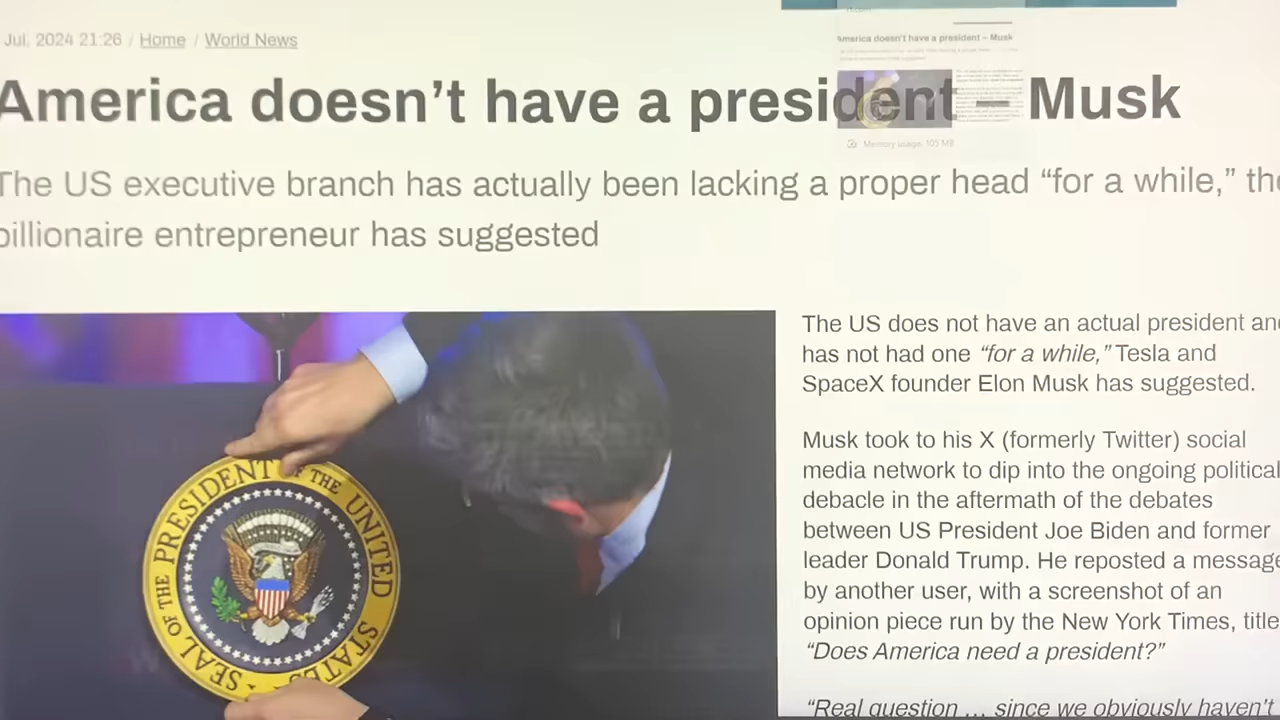 Jul, 2024 21:26 / Home / World News
America doesn't have a president – Musk
America doesn't have a president – Musk
Memory usage: 105 MB
The US executive branch has actually been lacking a proper head “for a while,” the
billionaire entrepreneur has suggested
The US does not have an actual president and
has not had one “for a while,” Tesla and
SpaceX founder Elon Musk has suggested.
Musk took to his X (formerly Twitter) social
media network to dip into the ongoing political
debacle in the aftermath of the debates
between US President Joe Biden and former
leader Donald Trump. He reposted a message
by another user, with a screenshot of an
opinion piece run by the New York Times, title
“Does America need a president?”
“Real question … since we obviously haven't
SEAL OF THE PRESIDENT OF THE UNITED STATES